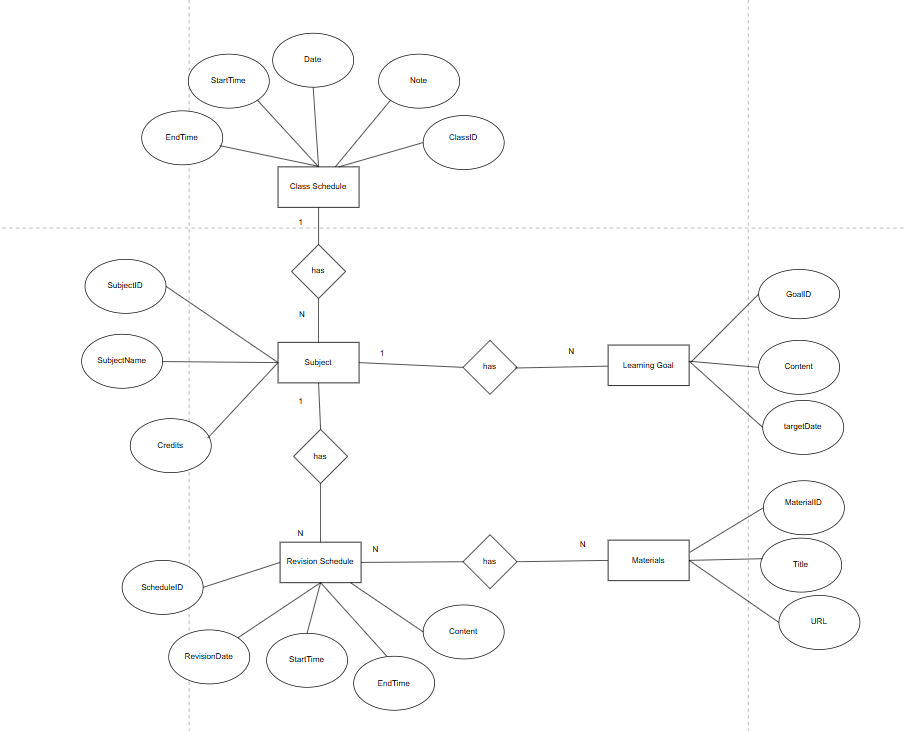 Date
StartTime
Note
EndTime
ClassID
Class Schedule
1
has
N
SubjectID
SubjectName
Credits
Subject
1
has
N
Learning Goal
GoalID
Content
targetDate
1
has
N
Revision Schedule
N
has
N
Materials
MaterialID
Title
URL
ScheduleID
RevisionDate
StartTime
EndTime
Content